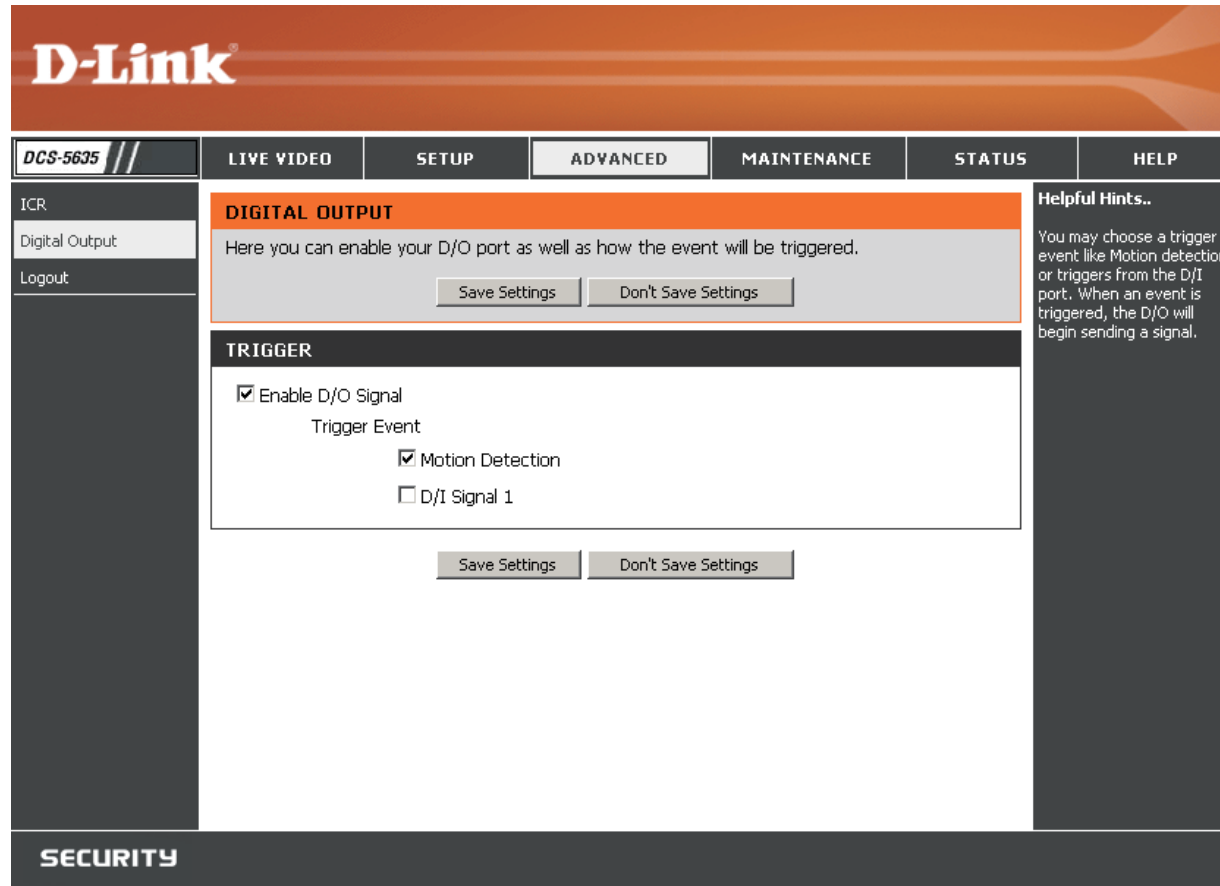 D-Link®
DCS-5635
LIVE VIDEO
SETUP
ADVANCED
MAINTENANCE
STATUS
HELP
ICR
Digital Output
Logout
DIGITAL OUTPUT
Here you can enable your D/O port as well as how the event will be triggered.
Save Settings
Don't Save Settings
TRIGGER
Enable D/O Signal
Trigger Event
Motion Detection
D/I Signal 1
Save Settings
Don't Save Settings
Helpful Hints..
You may choose a trigger
event like Motion detectio
or triggers from the D/I
port. When an event is
triggered, the D/O will
begin sending a signal.
SECURITY